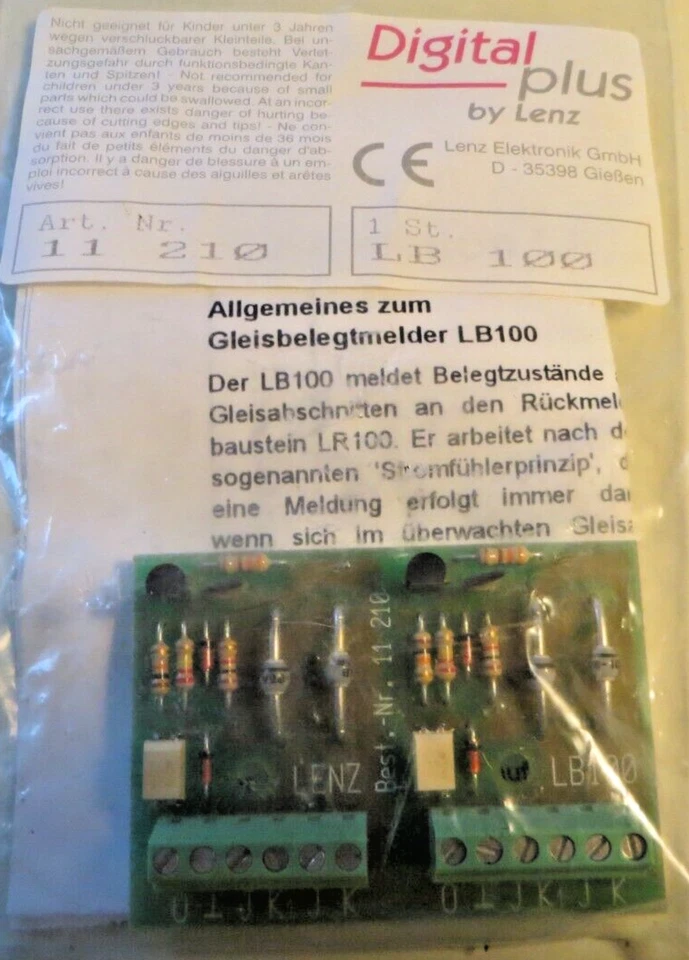 Nicht geeignet für Kinder unter 3 Jahren
wegen verschluckbarer Kleinteile. Bei un-
sachgemäßem Gebrauch besteht Verlet-
zungsgefahr durch funktionsbedingte Kan-
ten und Spitzen! - Not recommended for
children under 3 years because of small
parts which could be swallowed. At an incor-
rect use there exists danger of hurting be-
cause of cutting edges and tips! - Ne con-
vient pas aux enfants de moins de 36 mois
du fait de petits éléments du danger d'ab-
sorption. Il y a danger de blessure à un em-
ploi incorrect à cause des aiguilles et arêtes
vives!
Digital
plus
by Lenz
CE
Lenz Elektronik GmbH
D - 35398 Gießen
Art. Nr.
11 210
1 St.
LB 100
Allgemeines zum
Gleisbelegtmelder LB100
Der LB100 meldet Belegtzustände
Gleisabschnitten an den Rückmel
baustein LR100. Er arbeitet nach d
sogenannten 'Stromfühlerprinzip', d
eine Meldung erfolgt immer dar
wenn sich im überwachten Gleisa
Best.-Nr. 11 210
LENZ
LB100
O ⊥ J K J K
O ⊥ J K J K